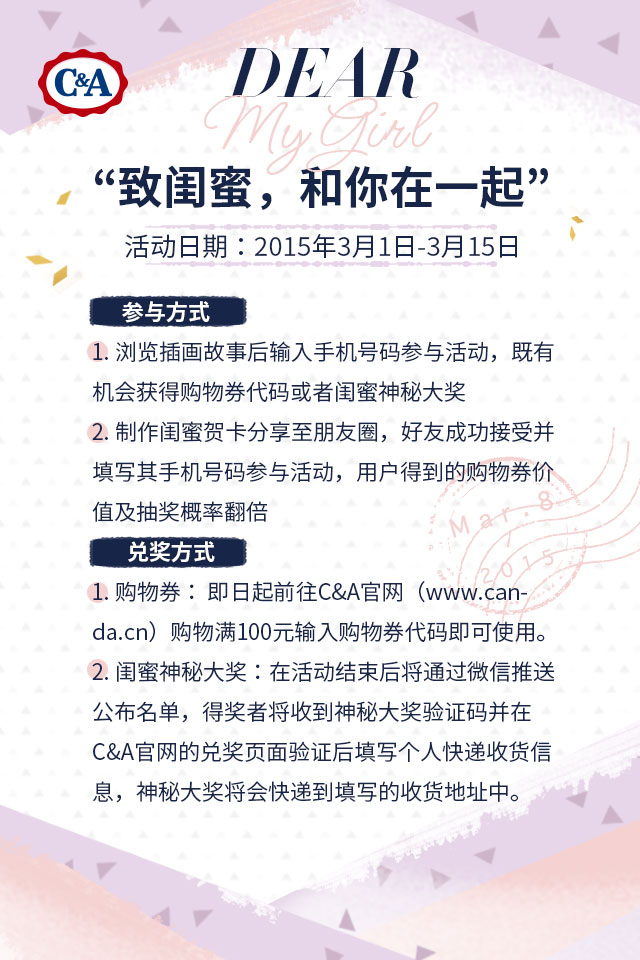 C&A
DEAR
My Girl
“致闺蜜，和你在一起”
活动日期：2015年3月1日-3月15日
参与方式
1. 浏览插画故事后输入手机号码参与活动，既有
机会获得购物券代码或者闺蜜神秘大奖
2. 制作闺蜜贺卡分享至朋友圈，好友成功接受并
填写其手机号码参与活动，用户得到的购物券价
值及抽奖概率翻倍
Mar.8
/
2015
兑奖方式
1. 购物券： 即日起前往C&A官网（www.can-
da.cn）购物满100元输入购物券代码即可使用。
2. 闺蜜神秘大奖：在活动结束后将通过微信推送
公布名单，得奖者将收到神秘大奖验证码并在
C&A官网的兑奖页面验证后填写个人快递收货信
息，神秘大奖将会快递到填写的收货地址中。